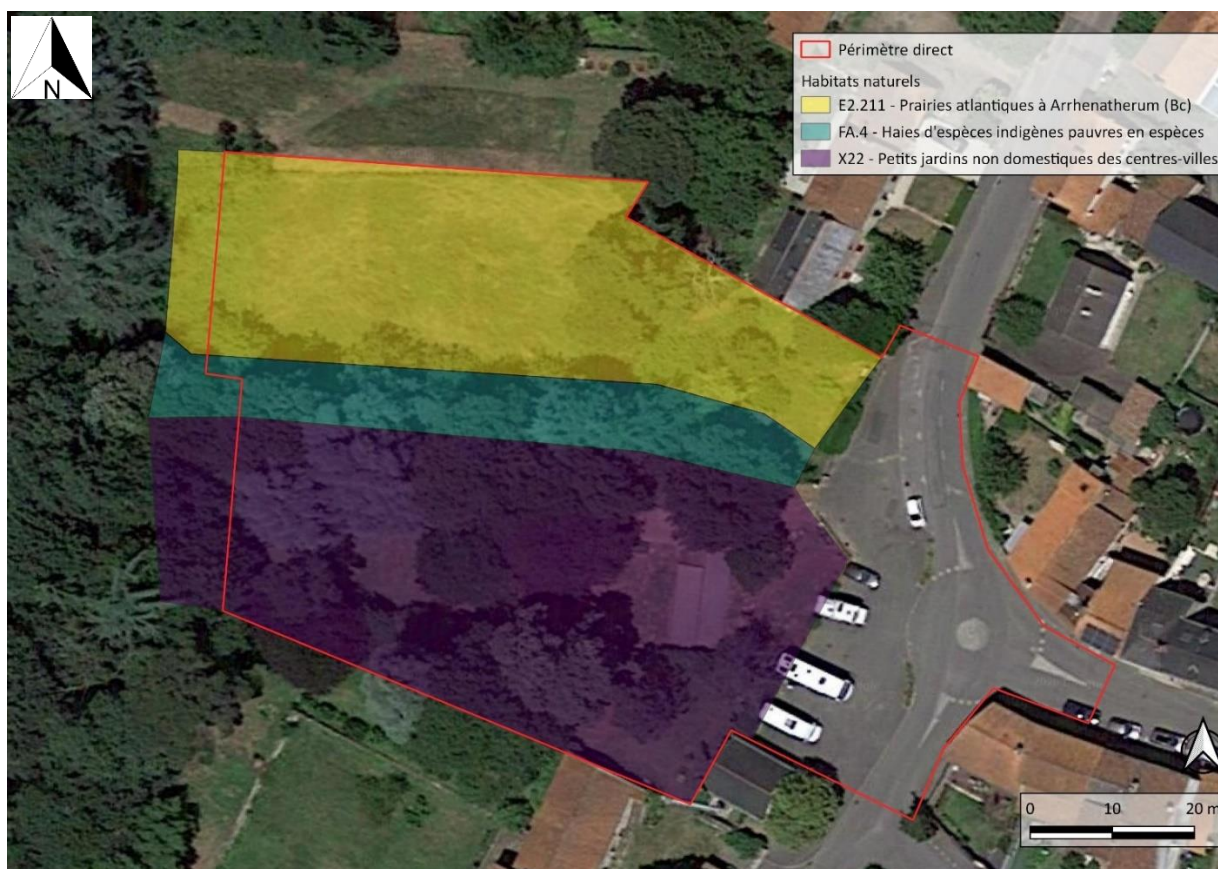 N
Périmètre direct
Habitats naturels
E2.211 - Prairies atlantiques à Arrhenatherum (Bc)
FA.4 - Haies d'espèces indigènes pauvres en espèces
X22 - Petits jardins non domestiques des centres-villes
0 10 20 m